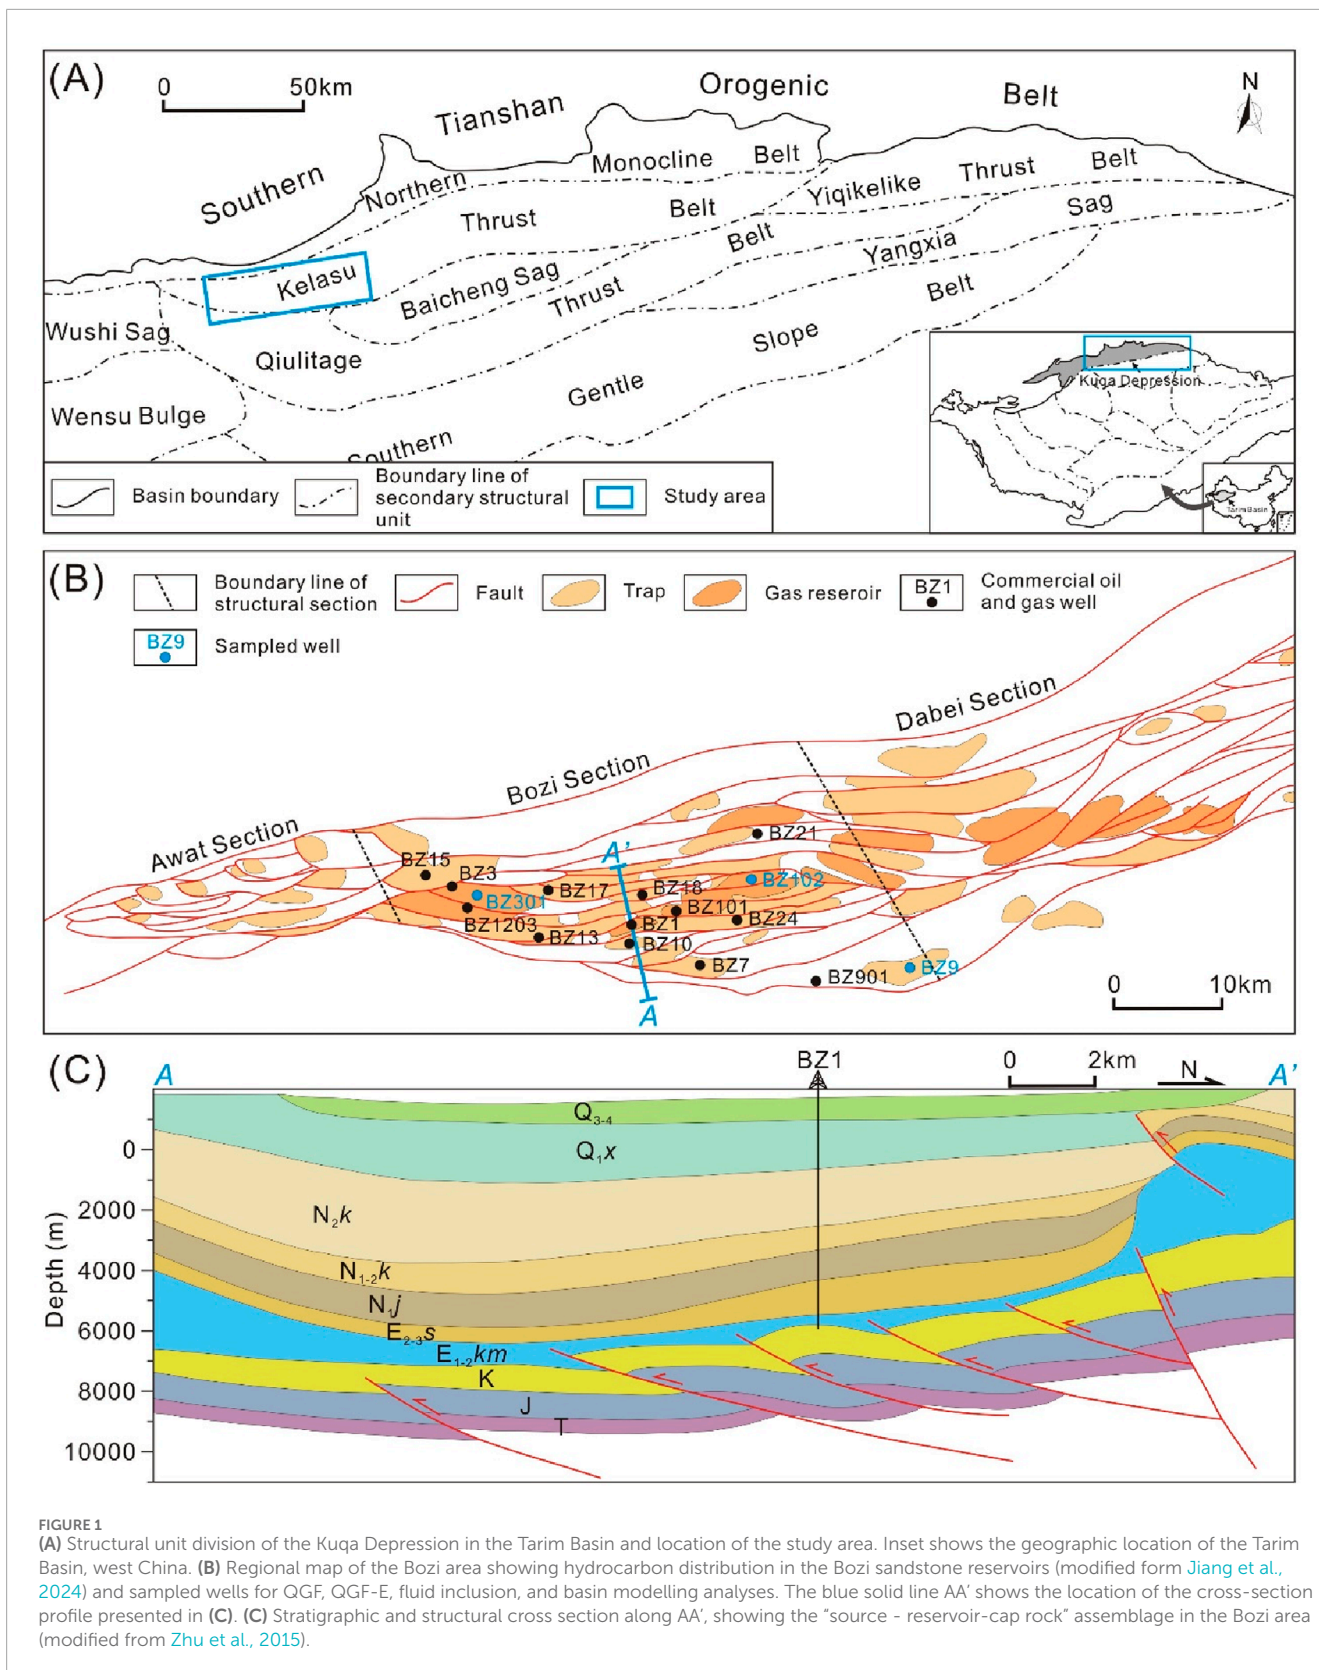 (A)
0 50km
N
Southern Tianshan Orogenic Belt
Northern Monocline Belt
Kelasu Thrust Belt
Yiqikelike Thrust Belt
Baicheng Sag
Yangxia Sag
Wushi Sag
Qiulitage Thrust Belt
Wensu Bulge
Southern Gentle Slope Belt
Kuqa Depression
Tarim Basin
Basin boundary
Boundary line of
secondary structural
unit
Study area
(B)
Boundary line of
structural section
Fault
Trap
Gas reseroir
BZ1
Commercial oil
and gas well
BZ9
Sampled well
Awat Section
Bozi Section
Dabei Section
BZ15
BZ3
BZ301
BZ1203
BZ17
BZ13
A'
BZ18
BZ101
BZ1
BZ10
BZ21
BZ102
BZ24
BZ7
BZ901
BZ9
A
0 10km
(C)
A
BZ1
0 2km
N
A'
Depth (m)
0
2000
4000
6000
8000
10000
Q3-4
Q1x
N2k
N1-2k
N1j
E2-3s
E1-2km
K
J
T
FIGURE 1
(A) Structural unit division of the Kuqa Depression in the Tarim Basin and location of the study area. Inset shows the geographic location of the Tarim
Basin, west China. (B) Regional map of the Bozi area showing hydrocarbon distribution in the Bozi sandstone reservoirs (modified form Jiang et al.,
2024) and sampled wells for QGF, QGF-E, fluid inclusion, and basin modelling analyses. The blue solid line AA’ shows the location of the cross-section
profile presented in (C). (C) Stratigraphic and structural cross section along AA’, showing the “source - reservoir-cap rock” assemblage in the Bozi area
(modified from Zhu et al., 2015).